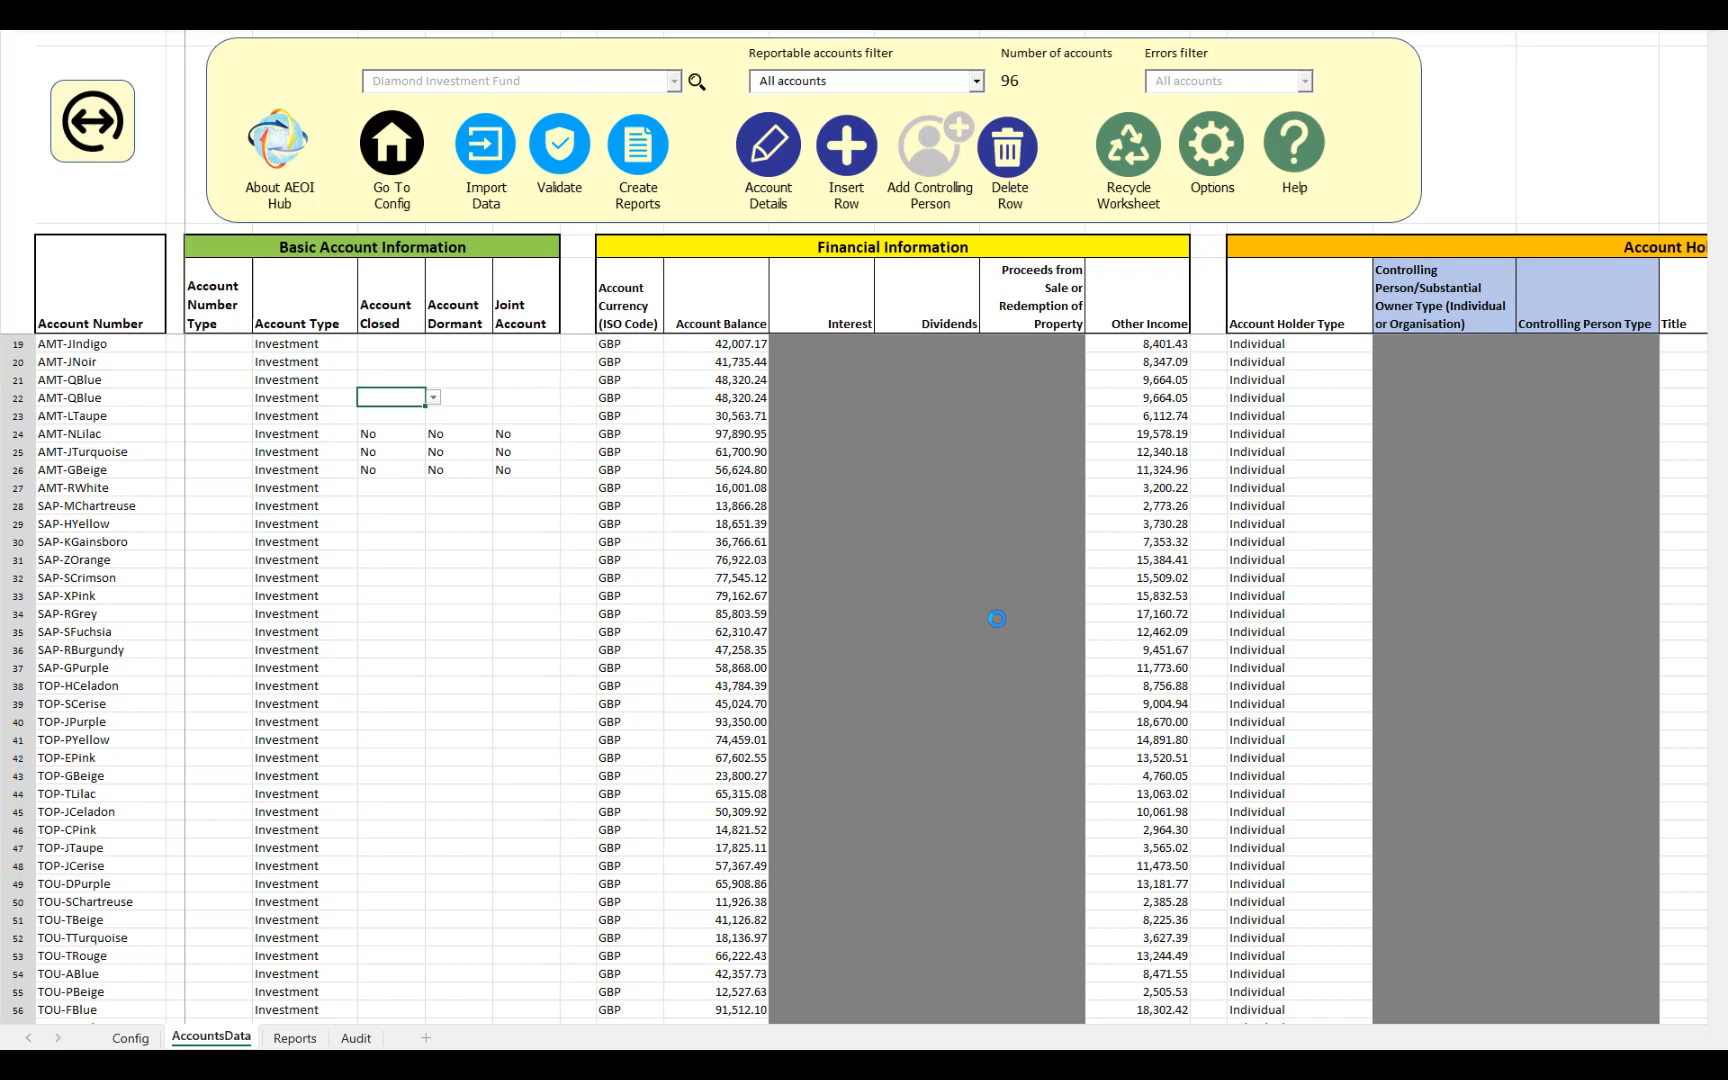 Reportable accounts filter Number of accounts Errors filter
Diamond Investment Fund All accounts 96 All accounts
About AEOI Go To Import Validate Create Account Insert Add Controlling Delete Recycle Options Help
Hub Config Data Reports Details Row Person Row Worksheet
Basic Account Information Financial Information Account Ho
Account Number
Account Number Type
Account Type
Account Closed
Account Dormant
Joint Account
Account Currency (ISO Code)
Account Balance
Interest
Dividends
Proceeds from Sale or Redemption of Property
Other Income
Account Holder Type
Controlling Person/Substantial Owner Type (Individual or Organisation)
Controlling Person Type
Title
19 AMT-JIndigo Investment GBP 42,007.17 8,401.43 Individual
20 AMT-JNoir Investment GBP 41,735.44 8,347.09 Individual
21 AMT-QBlue Investment GBP 48,320.24 9,664.05 Individual
22 AMT-QBlue Investment GBP 48,320.24 9,664.05 Individual
23 AMT-LTaupe Investment GBP 30,563.71 6,112.74 Individual
24 AMT-NLilac Investment No No No GBP 97,890.95 19,578.19 Individual
25 AMT-JTurquoise Investment No No No GBP 61,700.90 12,340.18 Individual
26 AMT-GBeige Investment No No No GBP 56,624.80 11,324.96 Individual
27 AMT-RWhite Investment GBP 16,001.08 3,200.22 Individual
28 SAP-MChartreuse Investment GBP 13,866.28 2,773.26 Individual
29 SAP-HYellow Investment GBP 18,651.39 3,730.28 Individual
30 SAP-KGainsboro Investment GBP 36,766.61 7,353.32 Individual
31 SAP-ZOrange Investment GBP 76,922.03 15,384.41 Individual
32 SAP-SCrimson Investment GBP 77,545.12 15,509.02 Individual
33 SAP-XPink Investment GBP 79,162.67 15,832.53 Individual
34 SAP-RGrey Investment GBP 85,803.59 17,160.72 Individual
35 SAP-SFuchsia Investment GBP 62,310.47 12,462.09 Individual
36 SAP-RBurgundy Investment GBP 47,258.35 9,451.67 Individual
37 SAP-GPurple Investment GBP 58,868.00 11,773.60 Individual
38 TOP-HCeladon Investment GBP 43,784.39 8,756.88 Individual
39 TOP-SCerise Investment GBP 45,024.70 9,004.94 Individual
40 TOP-JPurple Investment GBP 93,350.00 18,670.00 Individual
41 TOP-PYellow Investment GBP 74,459.01 14,891.80 Individual
42 TOP-EPink Investment GBP 67,602.55 13,520.51 Individual
43 TOP-GBeige Investment GBP 23,800.27 4,760.05 Individual
44 TOP-TLilac Investment GBP 65,315.08 13,063.02 Individual
45 TOP-JCeladon Investment GBP 50,309.92 10,061.98 Individual
46 TOP-CPink Investment GBP 14,821.52 2,964.30 Individual
47 TOP-JTaupe Investment GBP 17,825.11 3,565.02 Individual
48 TOP-JCerise Investment GBP 57,367.49 11,473.50 Individual
49 TOU-DPurple Investment GBP 65,908.86 13,181.77 Individual
50 TOU-SChartreuse Investment GBP 11,926.38 2,385.28 Individual
51 TOU-TBeige Investment GBP 41,126.82 8,225.36 Individual
52 TOU-TTurquoise Investment GBP 18,136.97 3,627.39 Individual
53 TOU-TRouge Investment GBP 66,222.43 13,244.49 Individual
54 TOU-ABlue Investment GBP 42,357.73 8,471.55 Individual
55 TOU-PBeige Investment GBP 12,527.63 2,505.53 Individual
56 TOU-FBlue Investment GBP 91,512.10 18,302.42 Individual
Config AccountsData Reports Audit